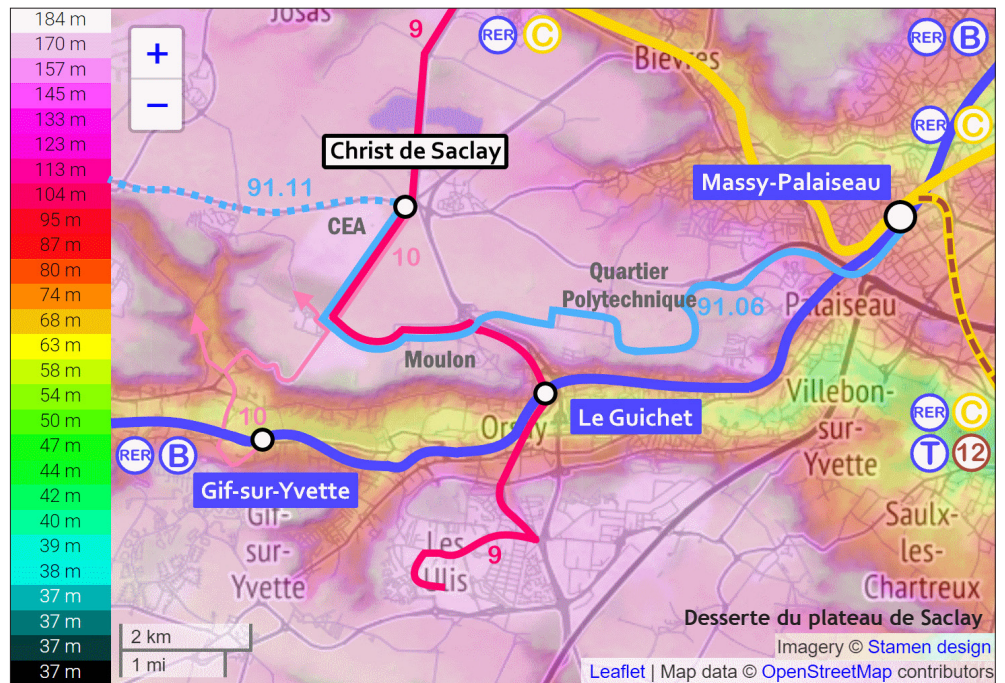 184 m
170 m
157 m
145 m
133 m
123 m
113 m
104 m
95 m
87 m
80 m
74 m
68 m
63 m
58 m
54 m
50 m
47 m
44 m
42 m
40 m
39 m
38 m
37 m
37 m
37 m
37 m
+
−
Josas
9
RER C
RER B
Bièvres
RER C
Christ de Saclay
Massy-Palaiseau
91.11
CEA
10
Quartier
Polytechnique
91.06
Palaiseau
Moulon
Villebon-
sur-
Yvette
10
Orsay
Le Guichet
RER C
T 12
RER B
Gif-sur-Yvette
Gif-
sur-
Yvette
Les
Ulis
9
Saulx-
les-
Chartreux
Desserte du plateau de Saclay
2 km
1 mi
Imagery © Stamen design
Leaflet | Map data © OpenStreetMap contributors